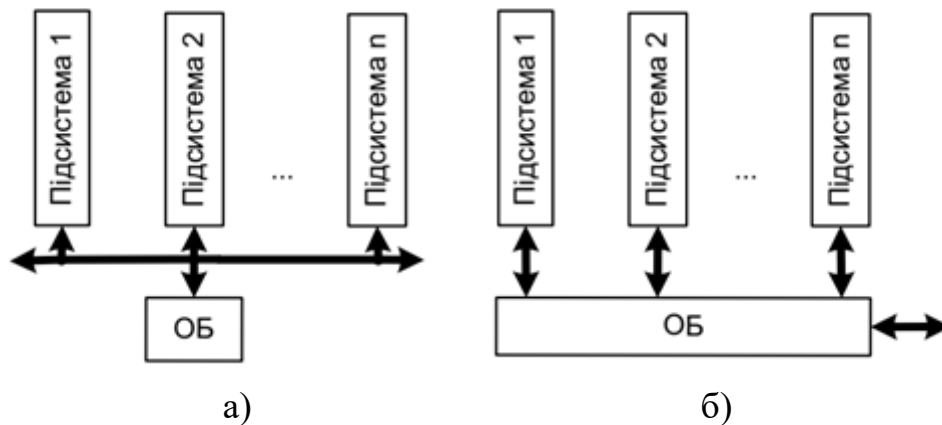 Підсистема 1
Підсистема 2
...
Підсистема n
ОБ
а)
Підсистема 1
Підсистема 2
...
Підсистема n
ОБ
б)